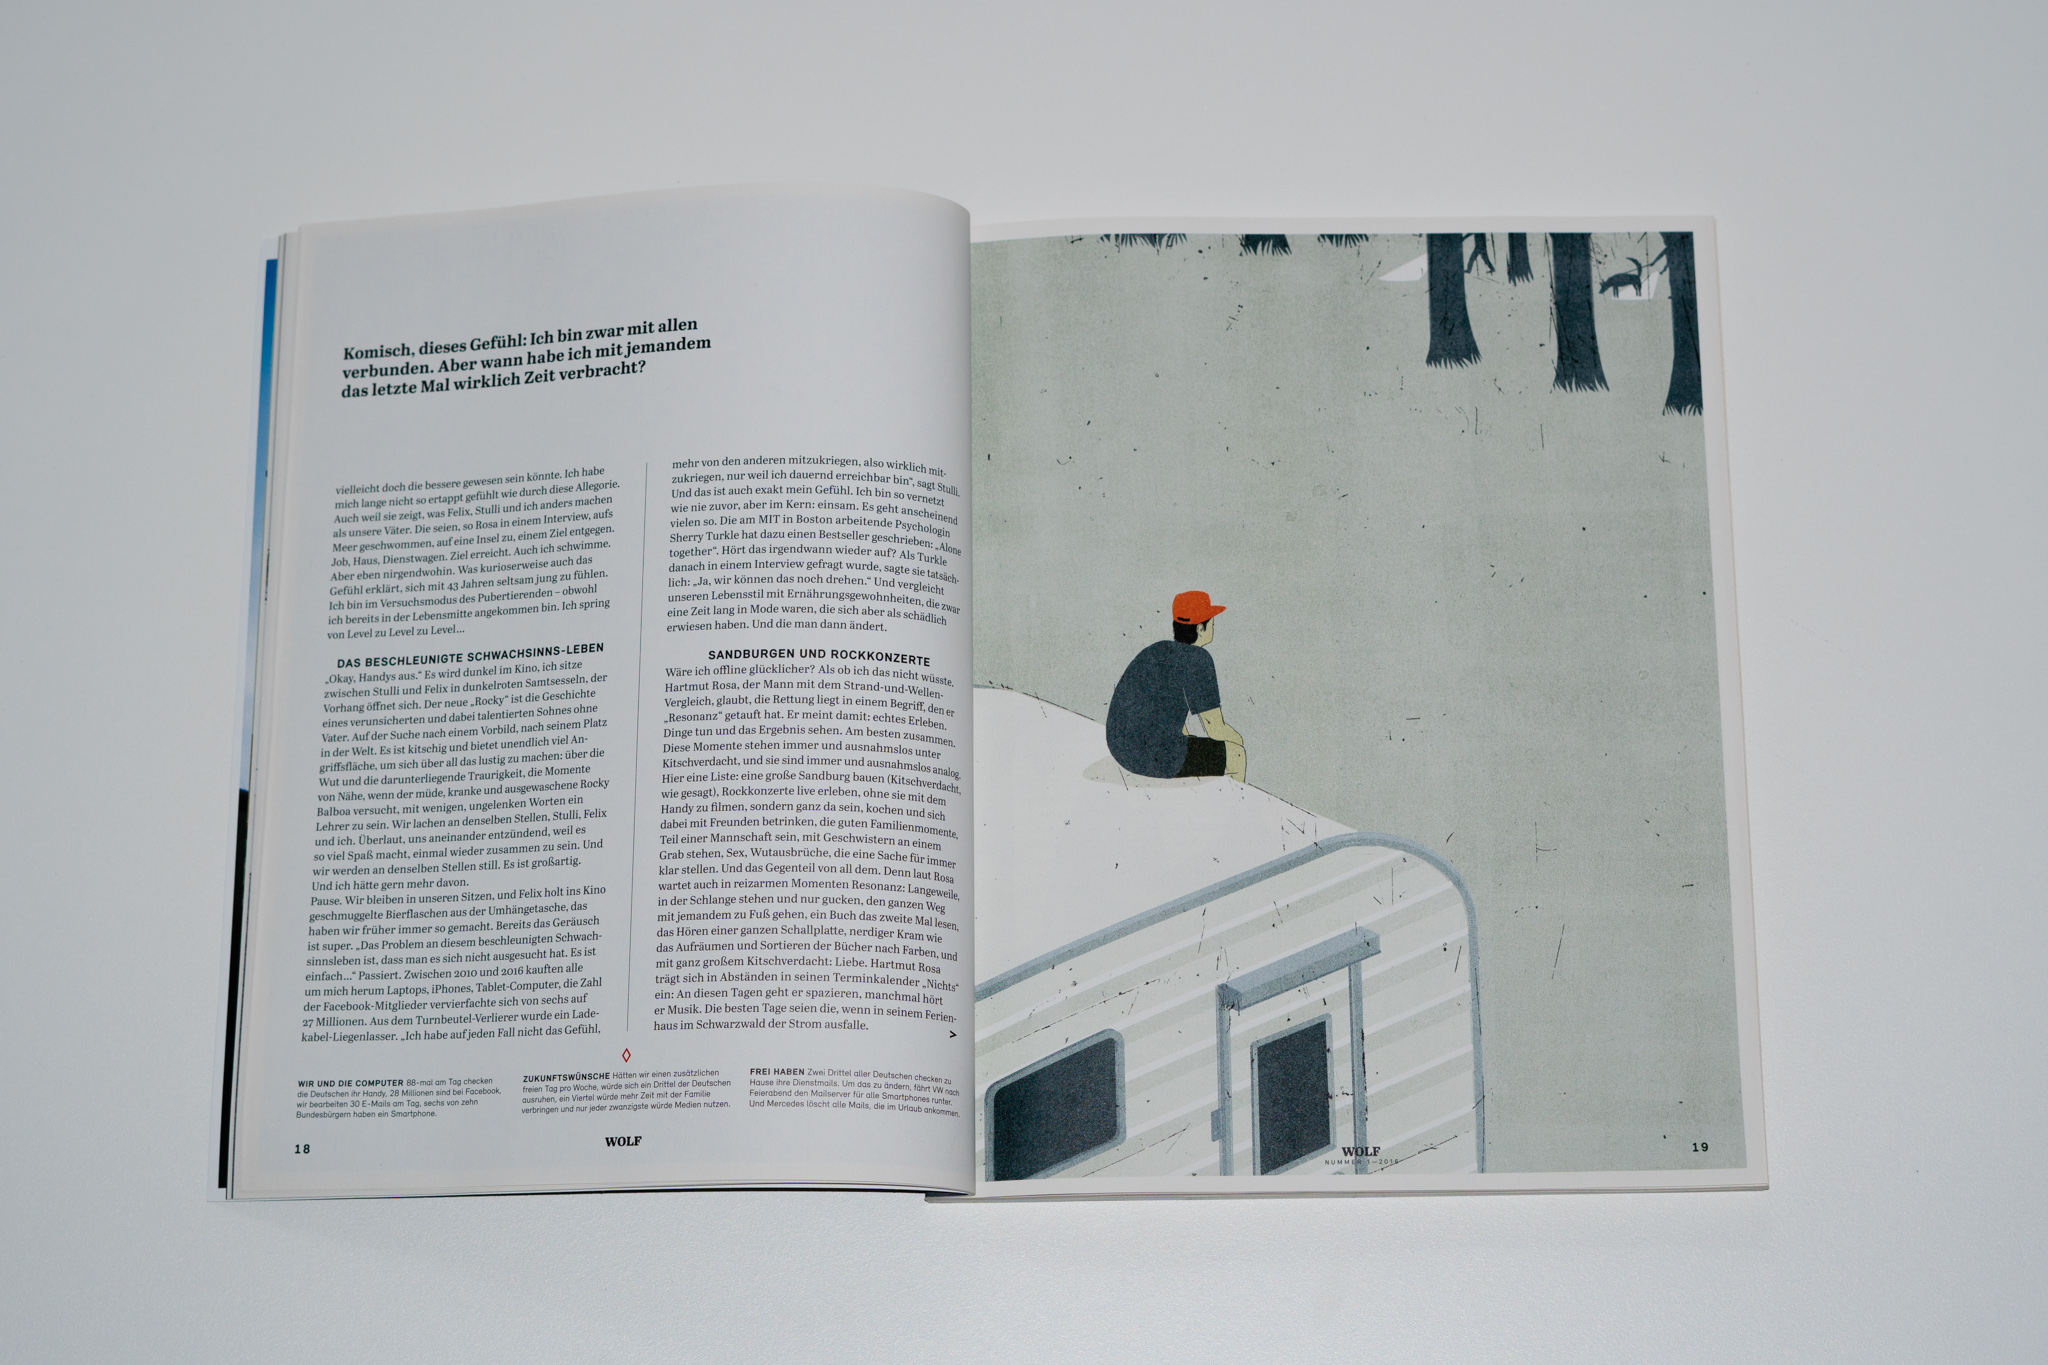 Komisch, dieses Gefühl: Ich bin zwar mit allen
verbunden. Aber wann habe ich mit jemandem
das letzte Mal wirklich Zeit verbracht?
vielleicht doch die bessere gewesen sein könnte. Ich habe
mich lange nicht so ertappt gefühlt wie durch diese Allegorie.
Auch weil sie zeigt, was Felix, Stulli und ich anders machen
als unsere Väter. Die seien, so Rosa in einem Interview, aufs
Meer geschwommen, auf eine Insel zu, einem Ziel entgegen.
Job, Haus, Dienstwagen. Ziel erreicht. Auch ich schwimme.
Aber eben nirgendwohin. Was kurioserweise auch das
Gefühl erklärt, sich mit 43 Jahren seltsam jung zu fühlen.
Ich bin im Versuchsmodus des Pubertierenden – obwohl
ich bereits in der Lebensmitte angekommen bin. Ich spring
von Level zu Level zu Level...
DAS BESCHLEUNIGTE SCHWACHSINNS-LEBEN
„Okay, Handys aus.“ Es wird dunkel im Kino, ich sitze
zwischen Stulli und Felix in dunkelroten Samtsesseln, der
Vorhang öffnet sich. Der neue „Rocky“ ist die Geschichte
eines verunsicherten und dabei talentierten Sohnes ohne
Vater. Auf der Suche nach einem Vorbild, nach seinem Platz
in der Welt. Es ist kitschig und bietet unendlich viel An-
griffsfläche, um sich über all das lustig zu machen: über die
Wut und die darunterliegende Traurigkeit, die Momente
von Nähe, wenn der müde, kranke und ausgewaschene Rocky
Balboa versucht, mit wenigen, ungelenken Worten ein
Lehrer zu sein. Wir lachen an denselben Stellen, Stulli, Felix
und ich. Überlaut, uns aneinander entzündend, weil es
so viel Spaß macht, einmal wieder zusammen zu sein. Und
wir werden an denselben Stellen still. Es ist großartig.
Und ich hätte gern mehr davon.
Pause. Wir bleiben in unseren Sitzen, und Felix holt ins Kino
geschmuggelte Bierflaschen aus der Umhängetasche, das
haben wir früher immer so gemacht. Bereits das Geräusch
ist super. „Das Problem an diesem beschleunigten Schwach-
sinnsleben ist, dass man es sich nicht ausgesucht hat. Es ist
einfach...“ Passiert. Zwischen 2010 und 2016 kauften alle
um mich herum Laptops, iPhones, Tablet-Computer, die Zahl
der Facebook-Mitglieder vervierfachte sich von sechs auf
27 Millionen. Aus dem Turnbeutel-Verlierer wurde ein Lade-
kabel-Liegenlasser. „Ich habe auf jeden Fall nicht das Gefühl,
mehr von den anderen mitzukriegen, also wirklich mit-
zukriegen, nur weil ich dauernd erreichbar bin“, sagt Stulli.
Und das ist auch exakt mein Gefühl. Ich bin so vernetzt
wie nie zuvor, aber im Kern: einsam. Es geht anscheinend
vielen so. Die am MIT in Boston arbeitende Psychologin
Sherry Turkle hat dazu einen Bestseller geschrieben: „Alone
together“. Hört das irgendwann wieder auf? Als Turkle
danach in einem Interview gefragt wurde, sagte sie tatsäch-
lich: „Ja, wir können das noch drehen.“ Und vergleicht
unseren Lebensstil mit Ernährungsgewohnheiten, die zwar
eine Zeit lang in Mode waren, die sich aber als schädlich
erwiesen haben. Und die man dann ändert.
SANDBURGEN UND ROCKKONZERTE
Wäre ich offline glücklicher? Als ob ich das nicht wüsste.
Hartmut Rosa, der Mann mit dem Strand-und-Wellen-
Vergleich, glaubt, die Rettung liegt in einem Begriff, den er
„Resonanz“ getauft hat. Er meint damit: echtes Erleben.
Dinge tun und das Ergebnis sehen. Am besten zusammen.
Diese Momente stehen immer und ausnahmslos unter
Kitschverdacht, und sie sind immer und ausnahmslos analog.
Hier eine Liste: eine große Sandburg bauen (Kitschverdacht,
wie gesagt), Rockkonzerte live erleben, ohne sie mit dem
Handy zu filmen, sondern ganz da sein, kochen und sich
dabei mit Freunden betrinken, die guten Familienmomente,
Teil einer Mannschaft sein, mit Geschwistern an einem
Grab stehen, Sex, Wutausbrüche, die eine Sache für immer
klar stellen. Und das Gegenteil von all dem. Denn laut Rosa
wartet auch in reizarmen Momenten Resonanz: Langeweile,
in der Schlange stehen und nur gucken, den ganzen Weg
mit jemandem zu Fuß gehen, ein Buch das zweite Mal lesen,
das Hören einer ganzen Schallplatte, nerdiger Kram wie
das Aufräumen und Sortieren der Bücher nach Farben, und
mit ganz großem Kitschverdacht: Liebe. Hartmut Rosa
trägt sich in Abständen in seinen Terminkalender „Nichts“
ein: An diesen Tagen geht er spazieren, manchmal hört
er Musik. Die besten Tage seien die, wenn in seinem Ferien-
haus im Schwarzwald der Strom ausfalle.
>
WIR UND DIE COMPUTER 88-mal am Tag checken
die Deutschen ihr Handy, 28 Millionen sind bei Facebook,
wir bearbeiten 30 E-Mails am Tag, sechs von zehn
Bundesbürgern haben ein Smartphone.
ZUKUNFTSWÜNSCHE Hätten wir einen zusätzlichen
freien Tag pro Woche, würde sich ein Drittel der Deutschen
ausruhen, ein Viertel würde mehr Zeit mit der Familie
verbringen und nur jeder zwanzigste würde Medien nutzen.
FREI HABEN Zwei Drittel aller Deutschen checken zu
Hause ihre Dienstmails. Um das zu ändern, fährt VW nach
Feierabend den Mailserver für alle Smartphones runter.
Und Mercedes löscht alle Mails, die im Urlaub ankommen.
18
WOLF
WOLF
NUMMER 1—2016
19